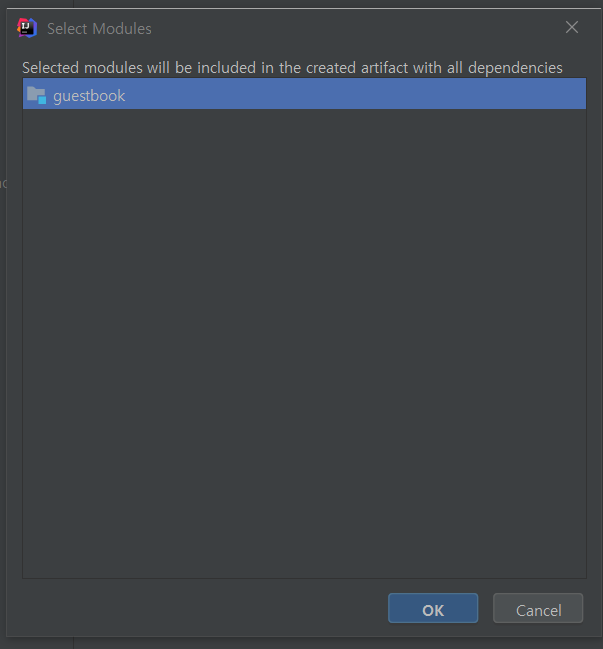 Select Modules
Selected modules will be included in the created artifact with all dependencies
guestbook
OK
Cancel